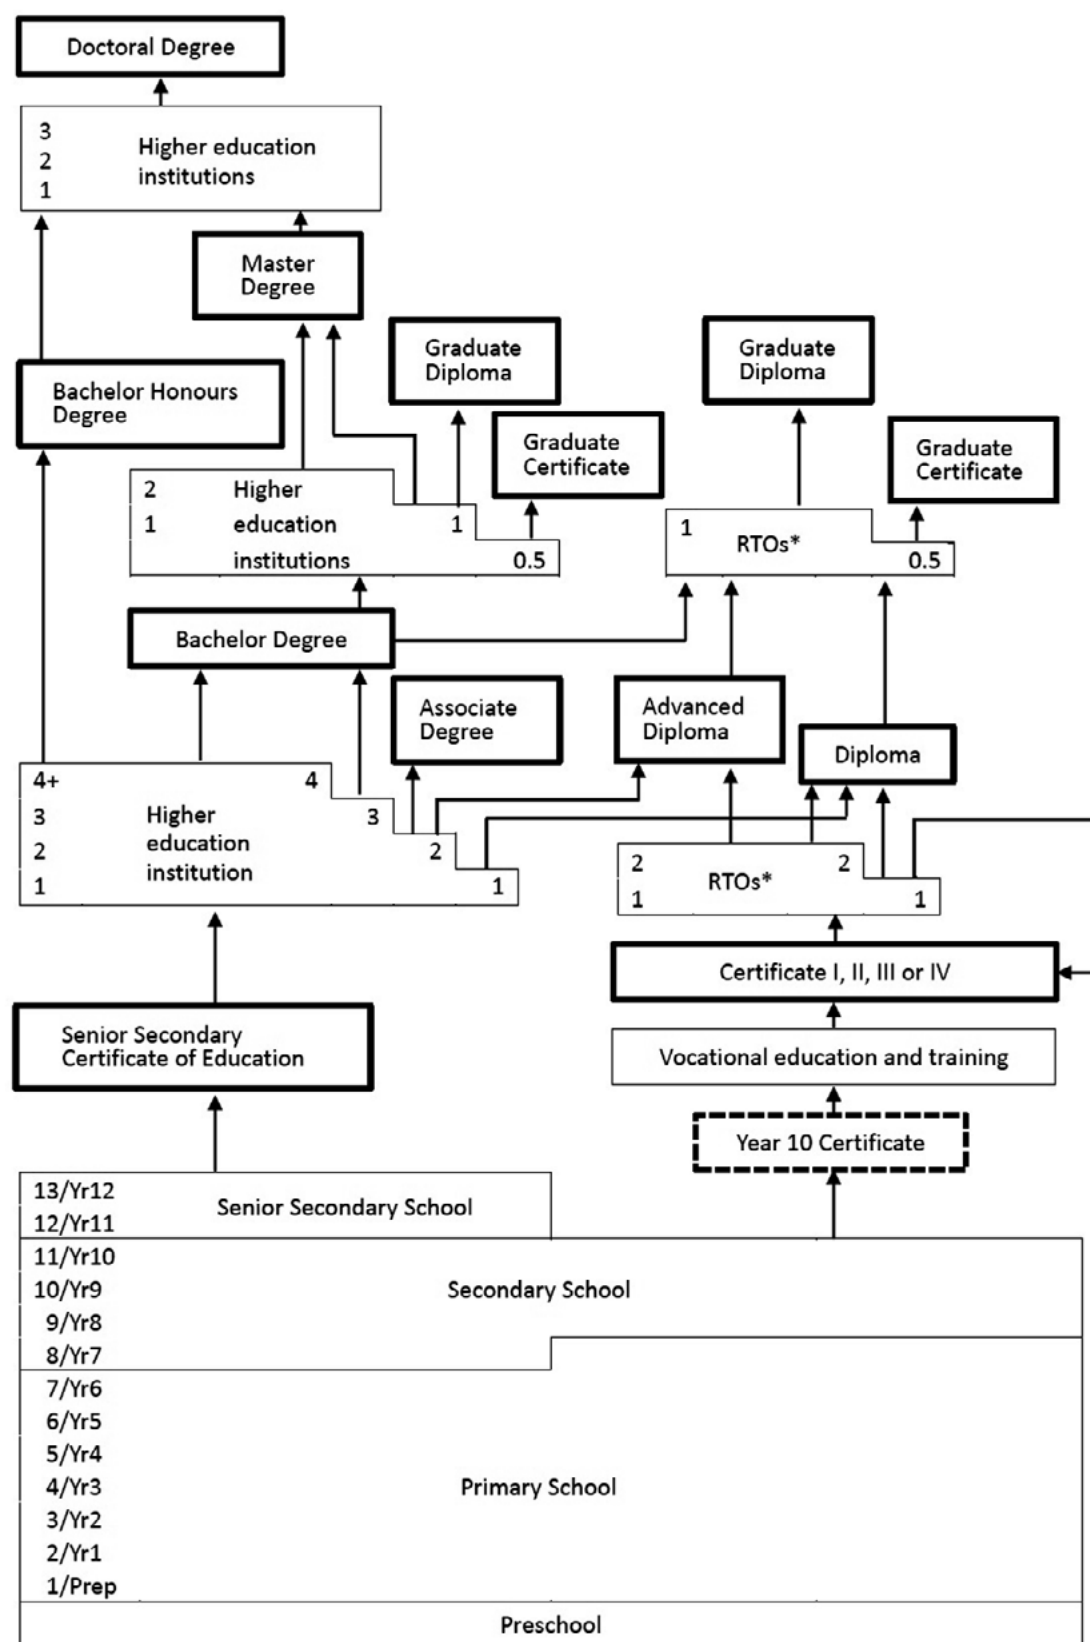 Doctoral Degree
3
2
1
Higher education
institutions
Master
Degree
Graduate
Diploma
Graduate
Diploma
Bachelor Honours
Degree
Graduate
Certificate
Graduate
Certificate
2
1
Higher
education
institutions
1
0.5
1
RTOs*
0.5
Bachelor Degree
Associate
Degree
Advanced
Diploma
Diploma
4+
3
2
1
Higher
education
institution
4
3
2
1
2
1
RTOs*
2
1
Certificate I, II, III or IV
Senior Secondary
Certificate of Education
Vocational education and training
Year 10 Certificate
13/Yr12
12/Yr11
Senior Secondary School
11/Yr10
10/Yr9
9/Yr8
8/Yr7
Secondary School
7/Yr6
6/Yr5
5/Yr4
4/Yr3
3/Yr2
2/Yr1
1/Prep
Primary School
Preschool